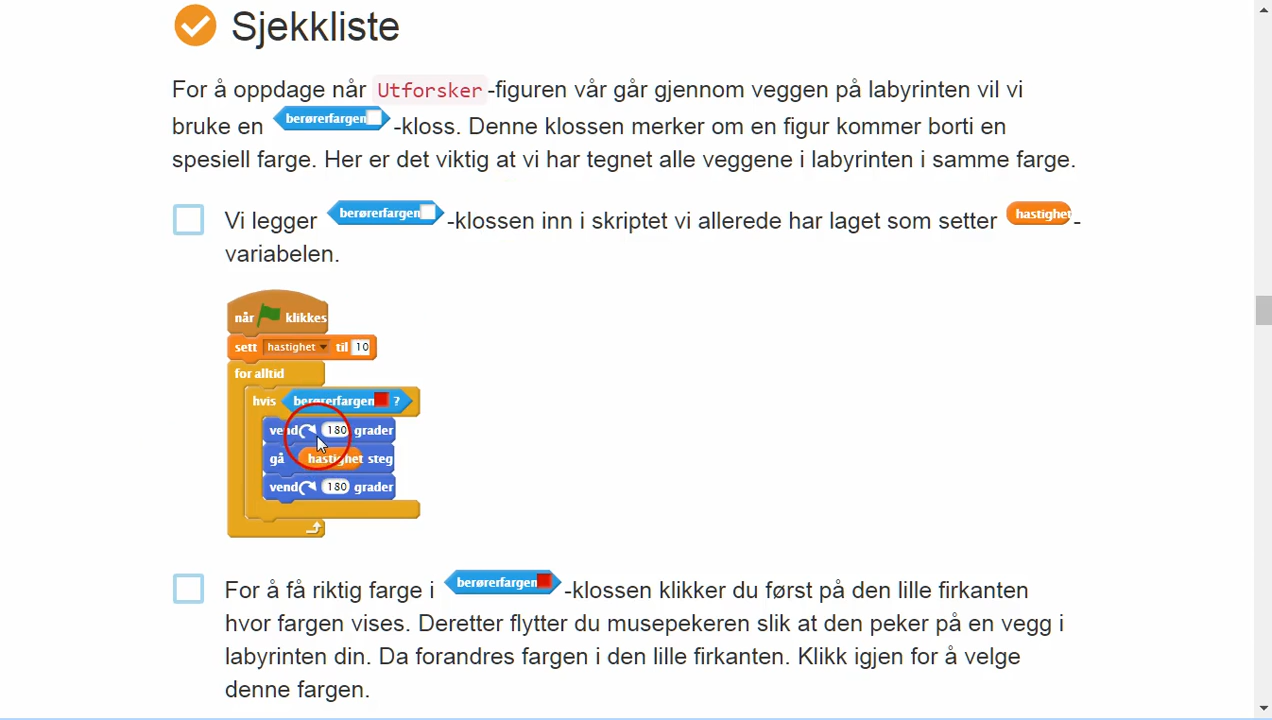 Sjekkliste
For å oppdage når Utforsker -figuren vår går gjennom veggen på labyrinten vil vi
bruke en berørerfargen -kloss. Denne klossen merker om en figur kommer borti en
spesiell farge. Her er det viktig at vi har tegnet alle veggene i labyrinten i samme farge.
Vi legger berørerfargen -klossen inn i skriptet vi allerede har laget som setter hastighet -
variabelen.
når klikkes
sett hastighet til 10
for alltid
hvis berørerfargen ?
vend 180 grader
gå hastighet steg
vend 180 grader
For å få riktig farge i berørerfargen -klossen klikker du først på den lille firkanten
hvor fargen vises. Deretter flytter du musepekeren slik at den peker på en vegg i
labyrinten din. Da forandres fargen i den lille firkanten. Klikk igjen for å velge
denne fargen.